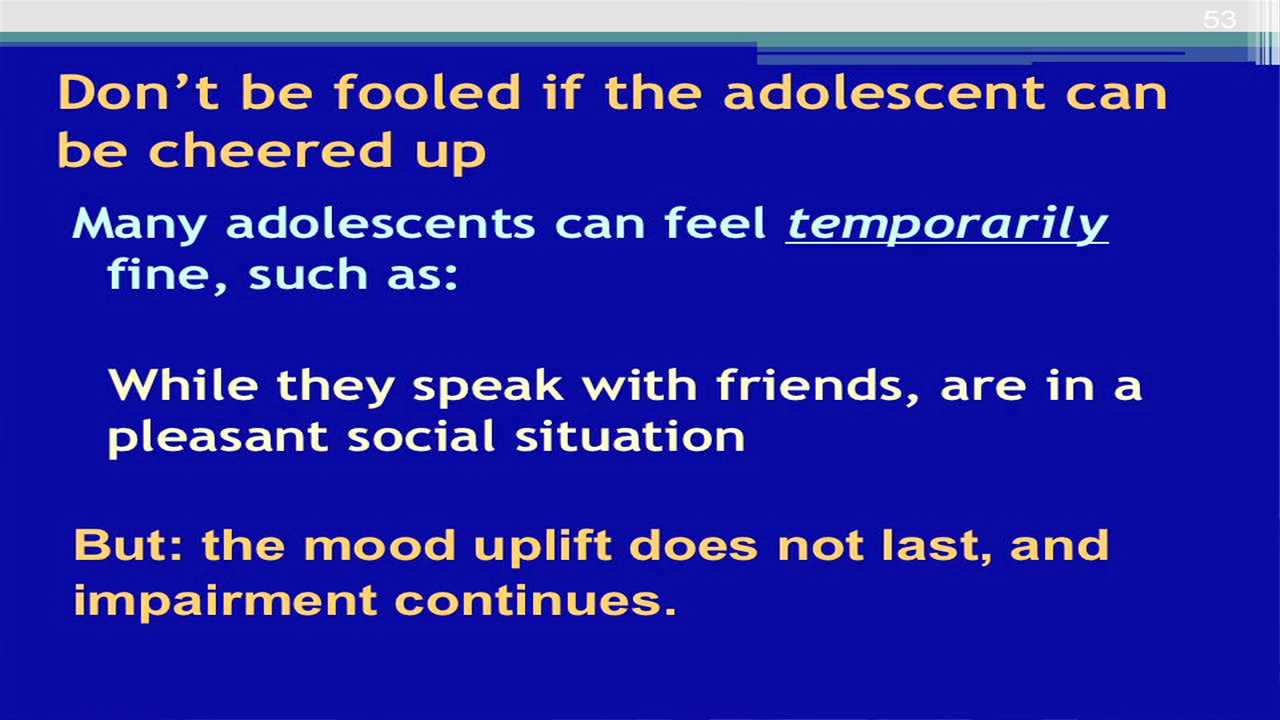 53
Don’t be fooled if the adolescent can
be cheered up
Many adolescents can feel temporarily
fine, such as:
While they speak with friends, are in a
pleasant social situation
But: the mood uplift does not last, and
impairment continues.